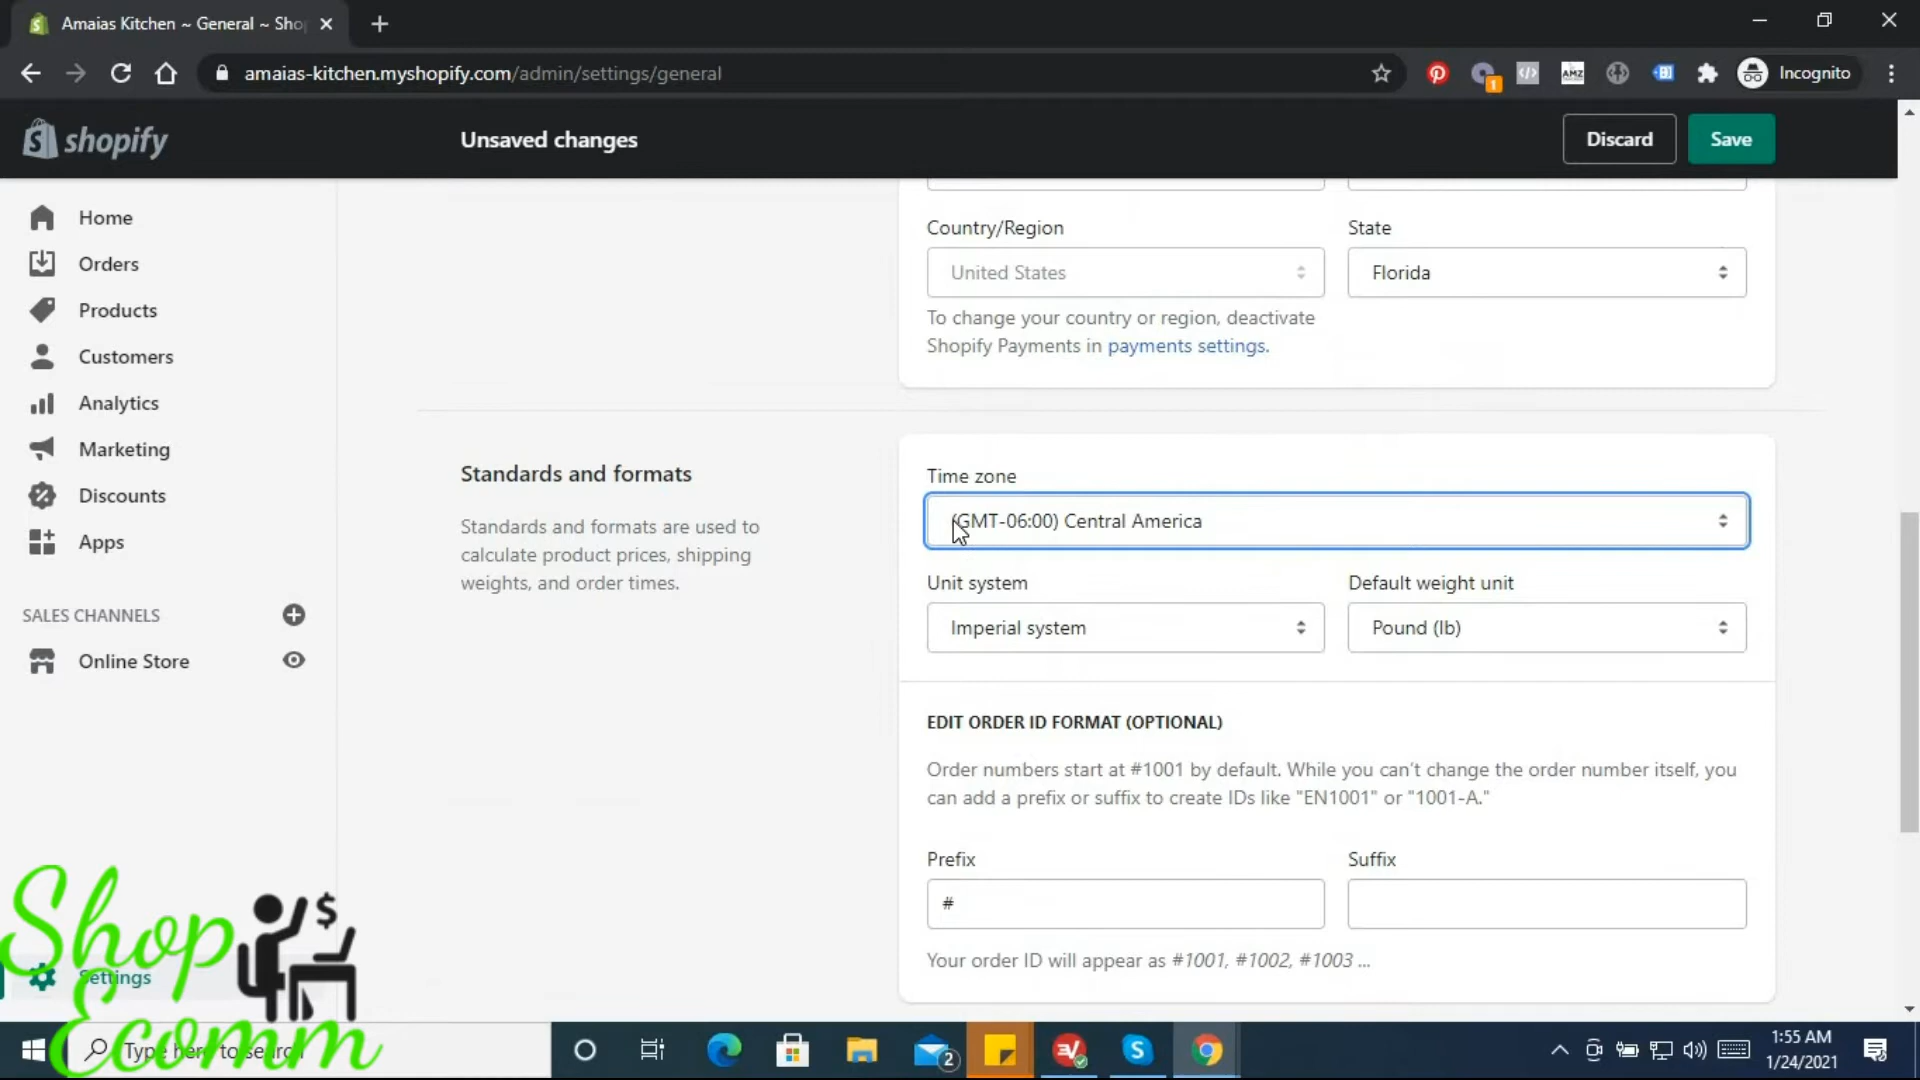 Amaias Kitchen ~ General ~ Sho
amaias-kitchen.myshopify.com/admin/settings/general
1
AMZ
Incognito
shopify
Unsaved changes
Discard
Save
Home
Orders
Products
Customers
Analytics
Marketing
Discounts
Apps
SALES CHANNELS
Online Store
Settings
Country/Region
State
United States
Florida
To change your country or region, deactivate
Shopify Payments in payments settings.
Standards and formats
Standards and formats are used to
calculate product prices, shipping
weights, and order times.
Time zone
(GMT-06:00) Central America
Unit system
Default weight unit
Imperial system
Pound (lb)
EDIT ORDER ID FORMAT (OPTIONAL)
Order numbers start at #1001 by default. While you can't change the order number itself, you
can add a prefix or suffix to create IDs like "EN1001" or "1001-A."
Prefix
Suffix
#
Your order ID will appear as #1001, #1002, #1003 ...
Shop
$
Ecomm
Type here to search
2
1:55 AM
1/24/2021